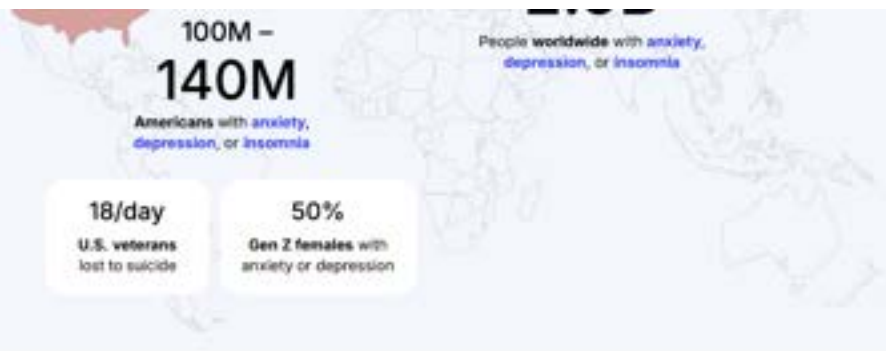 100M –
140M
Americans with anxiety,
depression, or insomnia
People worldwide with anxiety,
depression, or insomnia
18/day
U.S. veterans
lost to suicide
50%
Gen Z females with
anxiety or depression